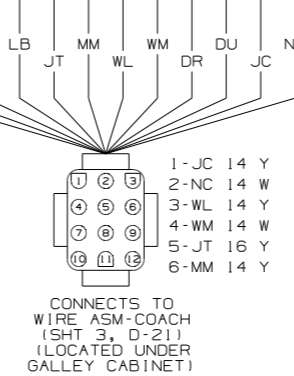 LB MM WM DU N
JT WL DR JC
1 2 3
4 5 6
7 8 9
10 11 12
1-JC 14 Y
2-NC 14 W
3-WL 14 Y
4-WM 14 W
5-JT 16 Y
6-MM 14 Y
CONNECTS TO
WIRE ASM-COACH
(SHT 3, D-21)
(LOCATED UNDER
GALLEY CABINET)